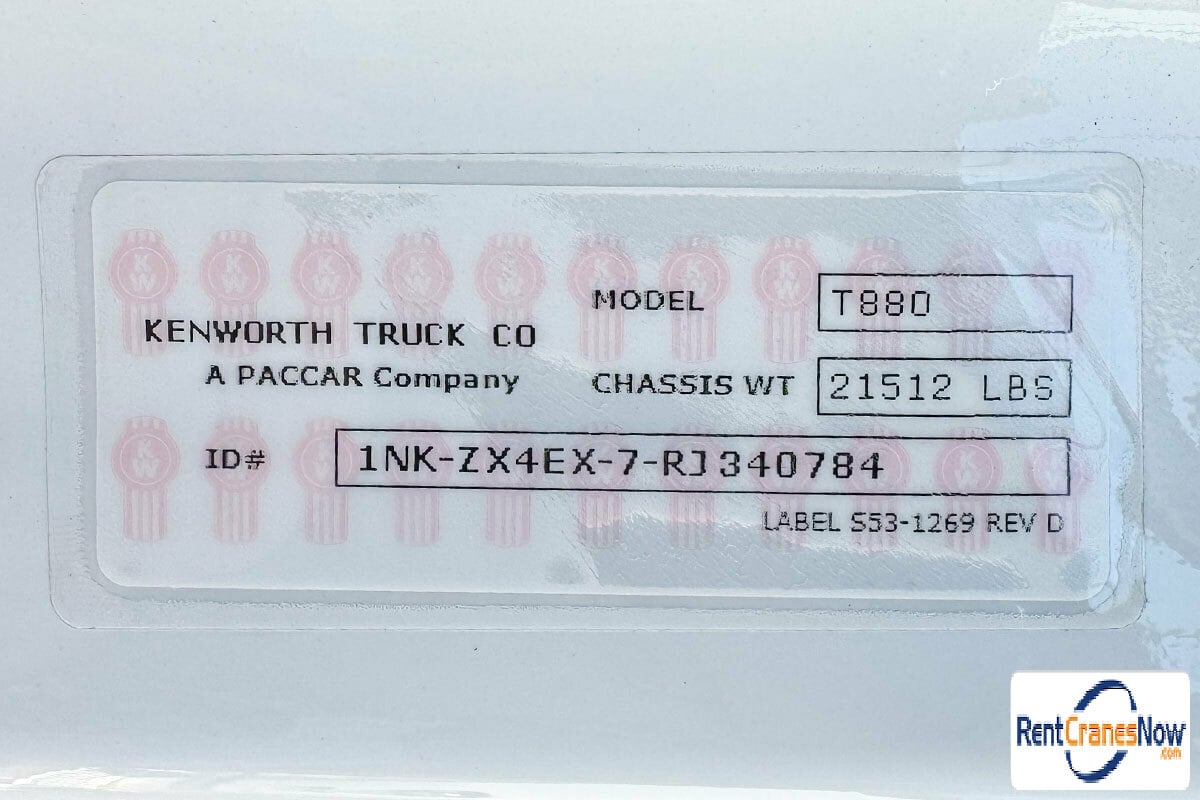 KENWORTH TRUCK CO
A PACCAR Company
MODEL T880
CHASSIS WT 21512 LBS
ID# 1NK-ZX4EX-7-RJ340784
LABEL S53-1269 REV D
RentCranesNow
.com